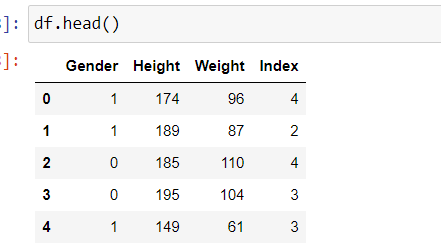 ]: df.head()
]:
Gender Height Weight Index
0 1 174 96 4
1 1 189 87 2
2 0 185 110 4
3 0 195 104 3
4 1 149 61 3